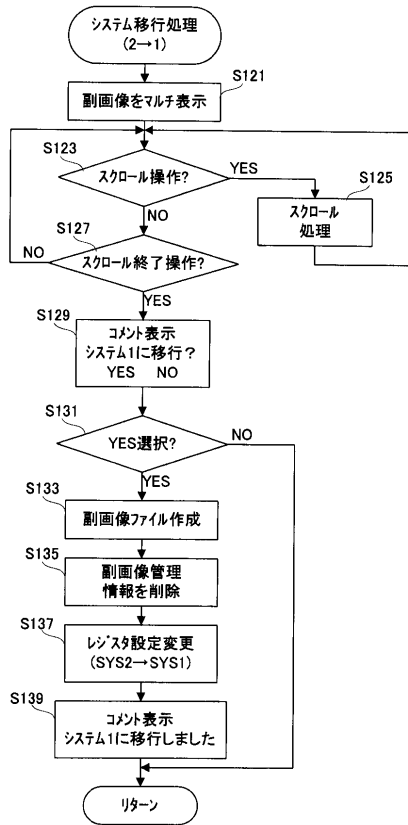 システム移行処理
(2→1)
S121
副画像をマルチ表示
S123
スクロール操作?
YES
S125
スクロール
処理
NO
S127
スクロール終了操作?
NO
YES
S129
コメント表示
システム1に移行?
YES NO
S131
YES選択?
NO
YES
S133
副画像ファイル作成
S135
副画像管理
情報を削除
S137
レジスタ設定変更
(SYS2→SYS1)
S139
コメント表示
システム1に移行しました
リターン